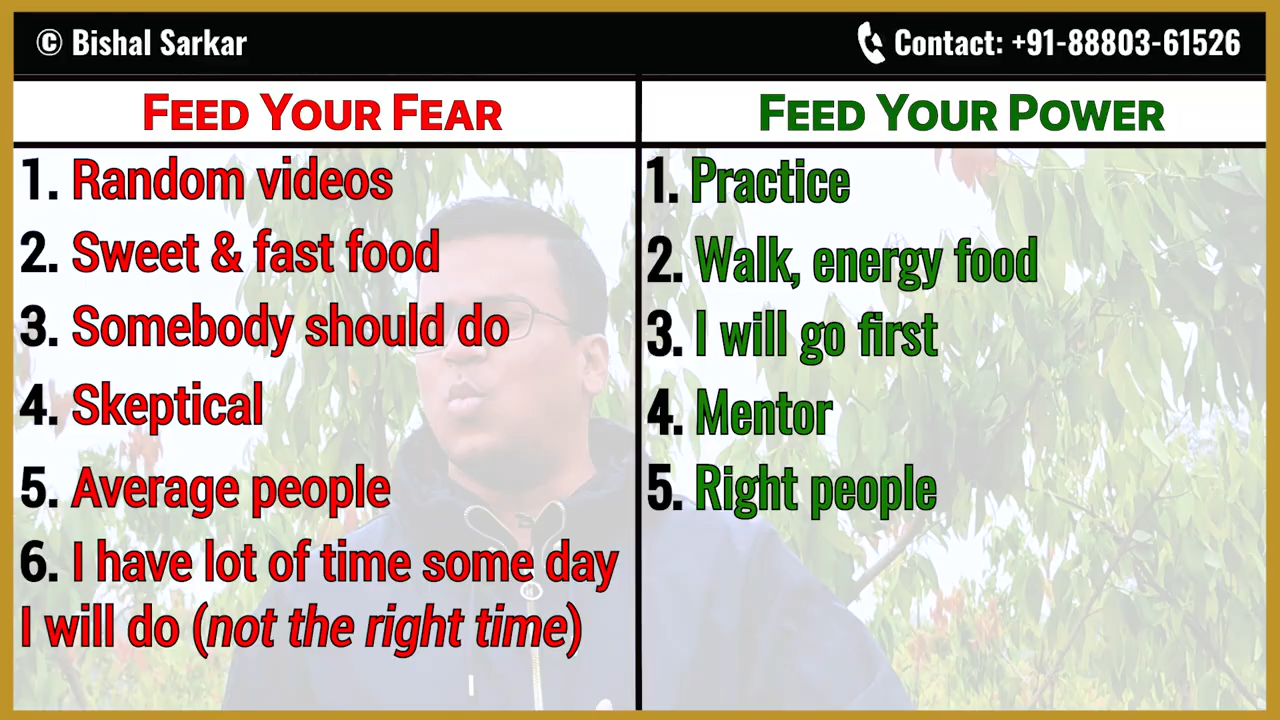 © Bishal Sarkar
Contact: +91-88803-61526
FEED YOUR FEAR
1. Random videos
2. Sweet & fast food
3. Somebody should do
4. Skeptical
5. Average people
6. I have lot of time some day
I will do (not the right time)
FEED YOUR POWER
1. Practice
2. Walk, energy food
3. I will go first
4. Mentor
5. Right people